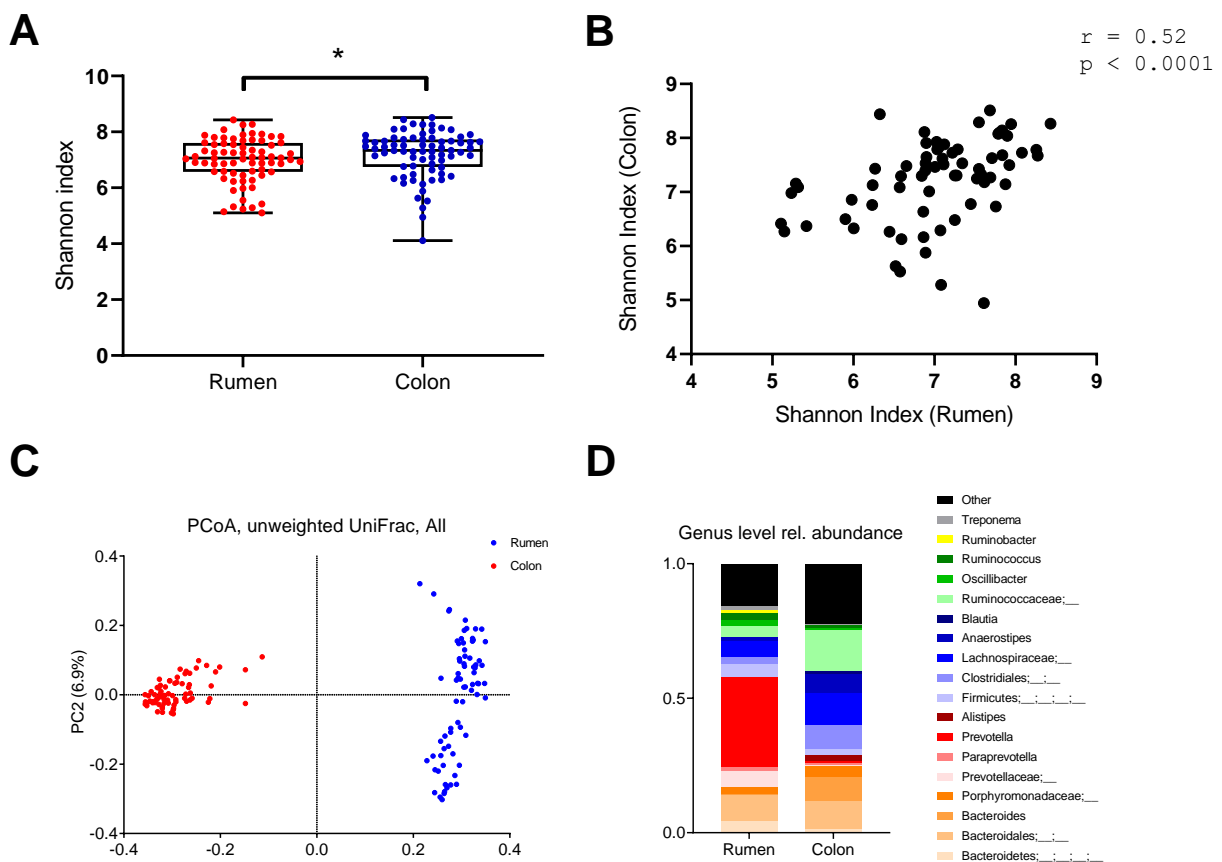 A
*
Shannon index
10
8
6
4
2
0
Rumen
Colon
B
r = 0.52
p < 0.0001
Shannon Index (Colon)
9
8
7
6
5
4
4
5
6
7
8
9
Shannon Index (Rumen)
C
PCoA, unweighted UniFrac, All
Rumen
Colon
PC2 (6.9%)
0.4
0.2
0.0
-0.2
-0.4
-0.4
-0.2
0.0
0.2
0.4
D
Genus level rel. abundance
1.0
0.5
0.0
Rumen
Colon
Other
Treponema
Ruminobacter
Ruminococcus
Oscillibacter
Ruminococcaceae;__
Blautia
Anaerostipes
Lachnospiraceae;__
Clostridiales;__;__
Firmicutes;__;__;__;__
Alistipes
Prevotella
Paraprevotella
Prevotellaceae;__
Porphyromonadaceae;__
Bacteroides
Bacteroidales;__;__
Bacteroidetes;__;__;__;__